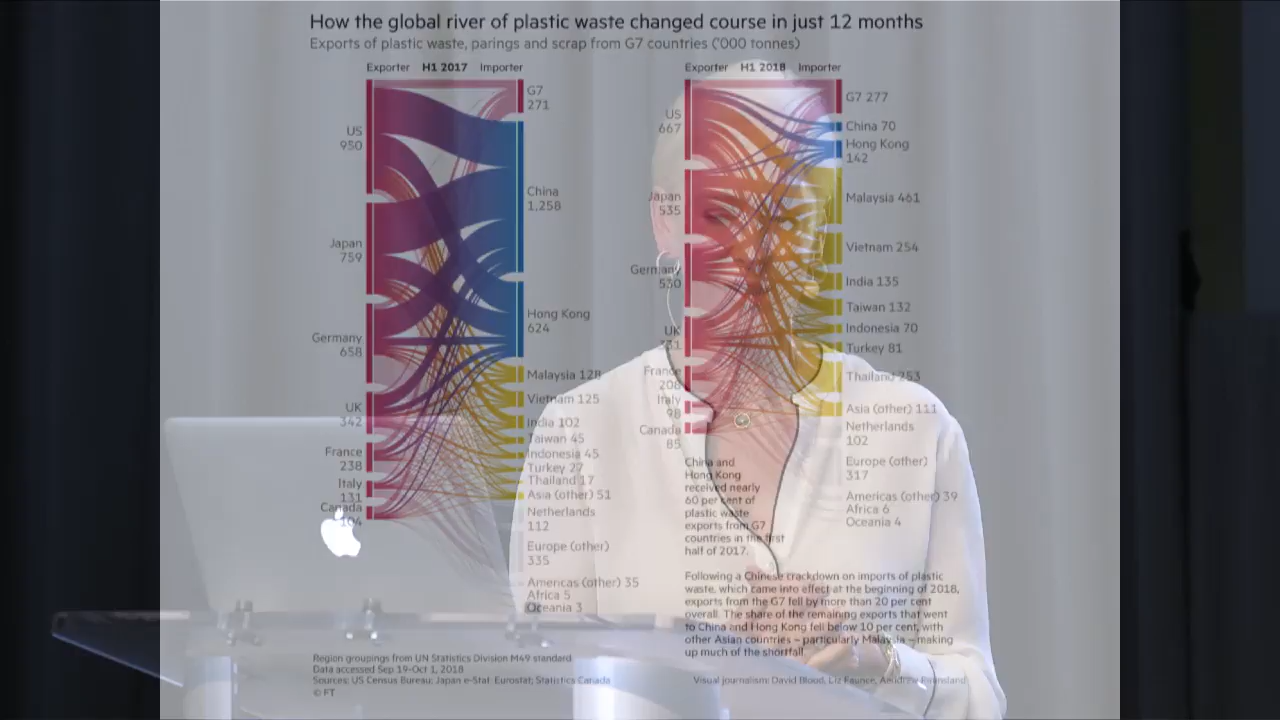 How the global river of plastic waste changed course in just 12 months
Exports of plastic waste, parings and scrap from G7 countries ('000 tonnes)
Exporter H1 2017 Importer
US
950
Japan
759
Germany
658
UK
342
France
238
Italy
131
Canada
104
G7
271
China
1,258
Hong Kong
624
Malaysia 128
Vietnam 125
India 102
Taiwan 45
Indonesia 45
Turkey 27
Thailand 17
Asia (other) 51
Netherlands
112
Europe (other)
335
Americas (other) 35
Africa 5
Oceania 3
Exporter H1 2018 Importer
US
667
Japan
535
Germany
530
UK
France
208
Italy
98
Canada
85
G7 277
China 70
Hong Kong
142
Malaysia 461
Vietnam 254
India 135
Taiwan 132
Indonesia 70
Turkey 81
Thailand 253
Asia (other) 111
Netherlands
102
Europe (other)
317
Americas (other) 39
Africa 6
Oceania 4
China and
Hong Kong
received nearly
60 per cent of
plastic waste
exports from G7
countries in the first
half of 2017.
Following a Chinese crackdown on imports of plastic
waste, which came into effect at the beginning of 2018,
exports from the G7 fell by more than 20 per cent
overall. The share of the remaining exports that went
to China and Hong Kong fell below 10 per cent, with
other Asian countries – particularly Malaysia – making
up much of the shortfall
Region groupings from UN Statistics Division M49 standard
Data accessed Sep 19-Oct 1, 2018
Sources: US Census Bureau; Japan e-Stat; Eurostat; Statistics Canada
© FT
Visual journalism: David Blood, Liz Faunce,